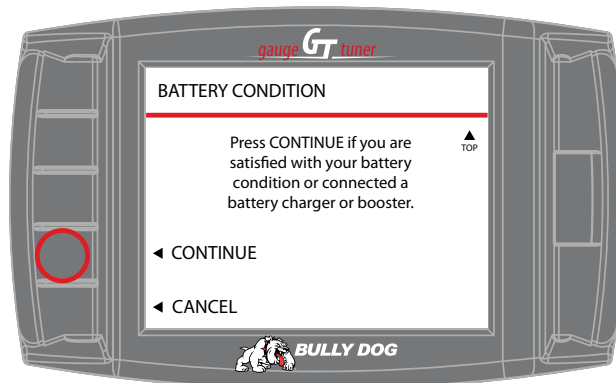 gauge GT tuner
BATTERY CONDITION
Press CONTINUE if you are
satisfied with your battery
condition or connected a
battery charger or booster.
TOP
◄ CONTINUE
◄ CANCEL
BULLY DOG